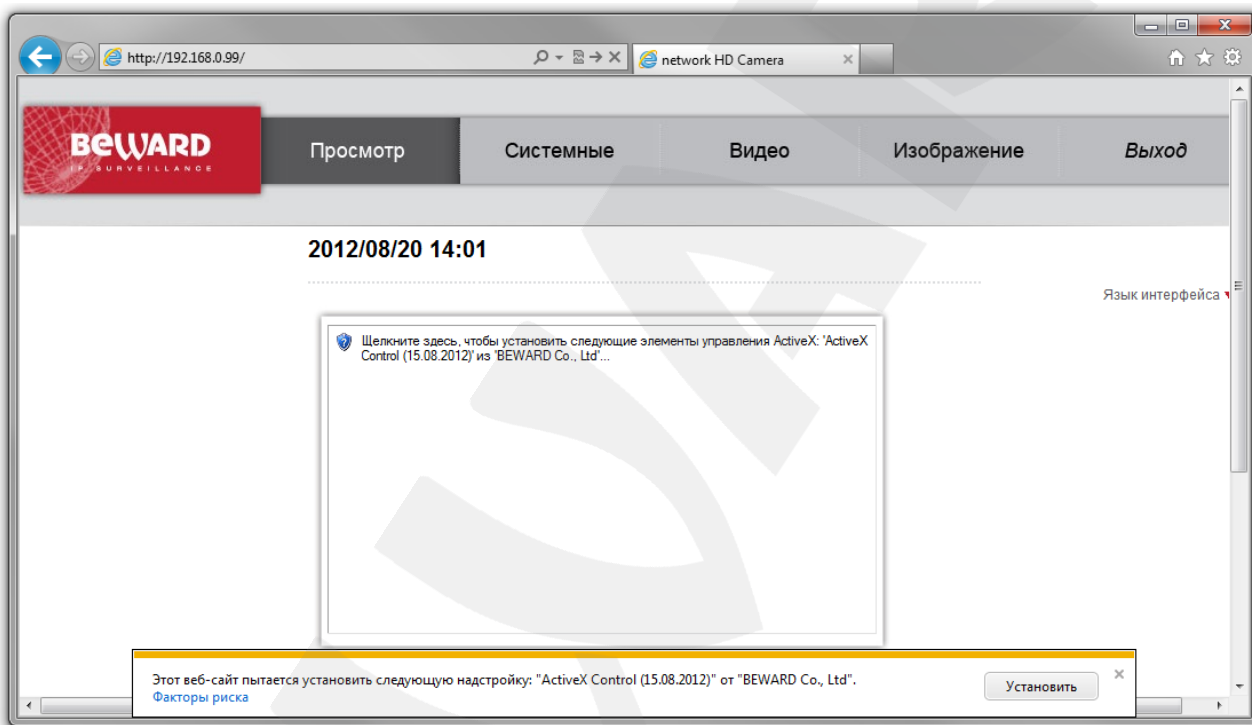 http://192.168.0.99/
network HD Camera
BEWARD
IP SURVEILLANCE
Просмотр
Системные
Видео
Изображение
Выход
2012/08/20 14:01
Язык интерфейса
Щелкните здесь, чтобы установить следующие элементы управления ActiveX: 'ActiveX
Control (15.08.2012)' из 'BEWARD Co., Ltd'...
Этот веб-сайт пытается установить следующую надстройку: "ActiveX Control (15.08.2012)" от "BEWARD Co., Ltd".
Факторы риска
Установить